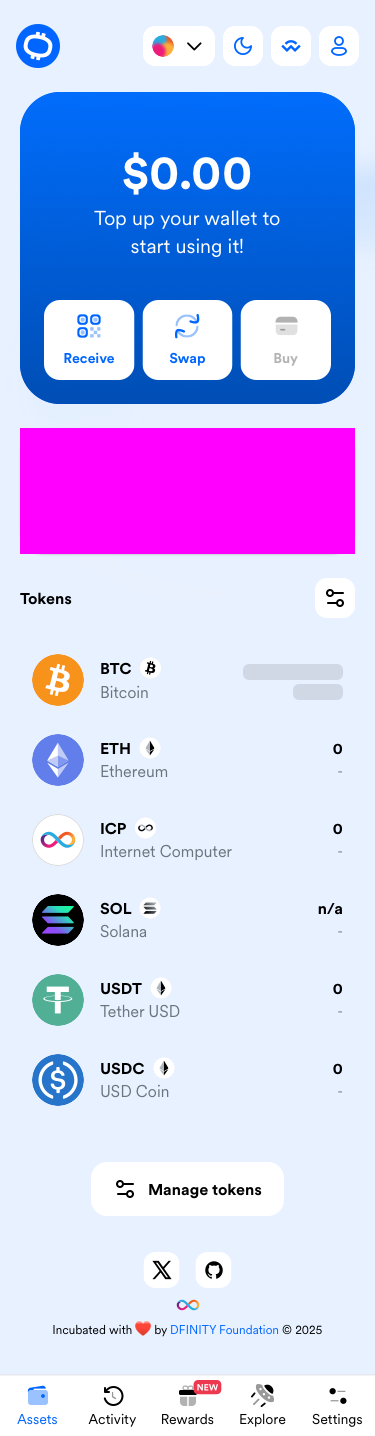 $0.00
Top up your wallet to
start using it!
Receive
Swap
Buy
Tokens
BTC
Bitcoin
ETH
0
Ethereum
-
ICP
0
Internet Computer
-
SOL
n/a
Solana
-
USDT
0
Tether USD
-
USDC
0
USD Coin
-
Manage tokens
Incubated with ❤️ by DFINITY Foundation © 2025
NEW
Assets
Activity
Rewards
Explore
Settings